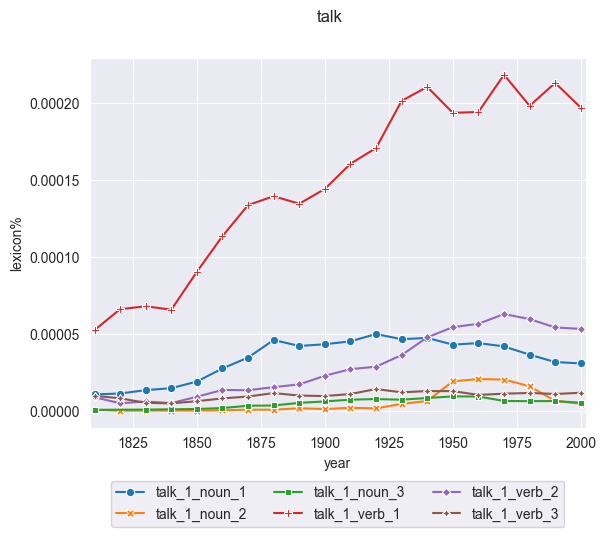 talk
0.00020
0.00015
0.00010
0.00005
0.00000
lexicon%
1825 1850 1875 1900 1925 1950 1975 2000
year
talk_1_noun_1 talk_1_noun_3 talk_1_verb_2
talk_1_noun_2 talk_1_verb_1 talk_1_verb_3